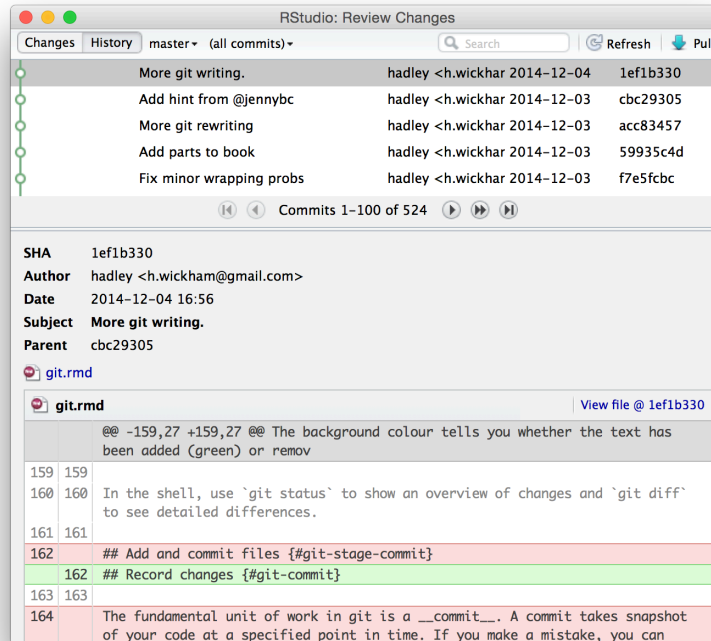 RStudio: Review Changes
Changes History master (all commits) Search Refresh Pul
More git writing. hadley <h.wickhar 2014-12-04 1ef1b330
Add hint from @jennybc hadley <h.wickhar 2014-12-03 cbc29305
More git rewriting hadley <h.wickhar 2014-12-03 acc83457
Add parts to book hadley <h.wickhar 2014-12-03 59935c4d
Fix minor wrapping probs hadley <h.wickhar 2014-12-03 f7e5fcbc
Commits 1-100 of 524
SHA 1ef1b330
Author hadley <h.wickham@gmail.com>
Date 2014-12-04 16:56
Subject More git writing.
Parent cbc29305
git.rmd
git.rmd View file @ 1ef1b330
@@ -159,27 +159,27 @@ The background colour tells you whether the text has
been added (green) or remov
159 159
160 160 In the shell, use `git status` to show an overview of changes and `git diff`
to see detailed differences.
161 161
162 ## Add and commit files {#git-stage-commit}
162 ## Record changes {#git-commit}
163 163
164 The fundamental unit of work in git is a __commit__. A commit takes snapshot
of your code at a specified point in time. If you make a mistake, you can